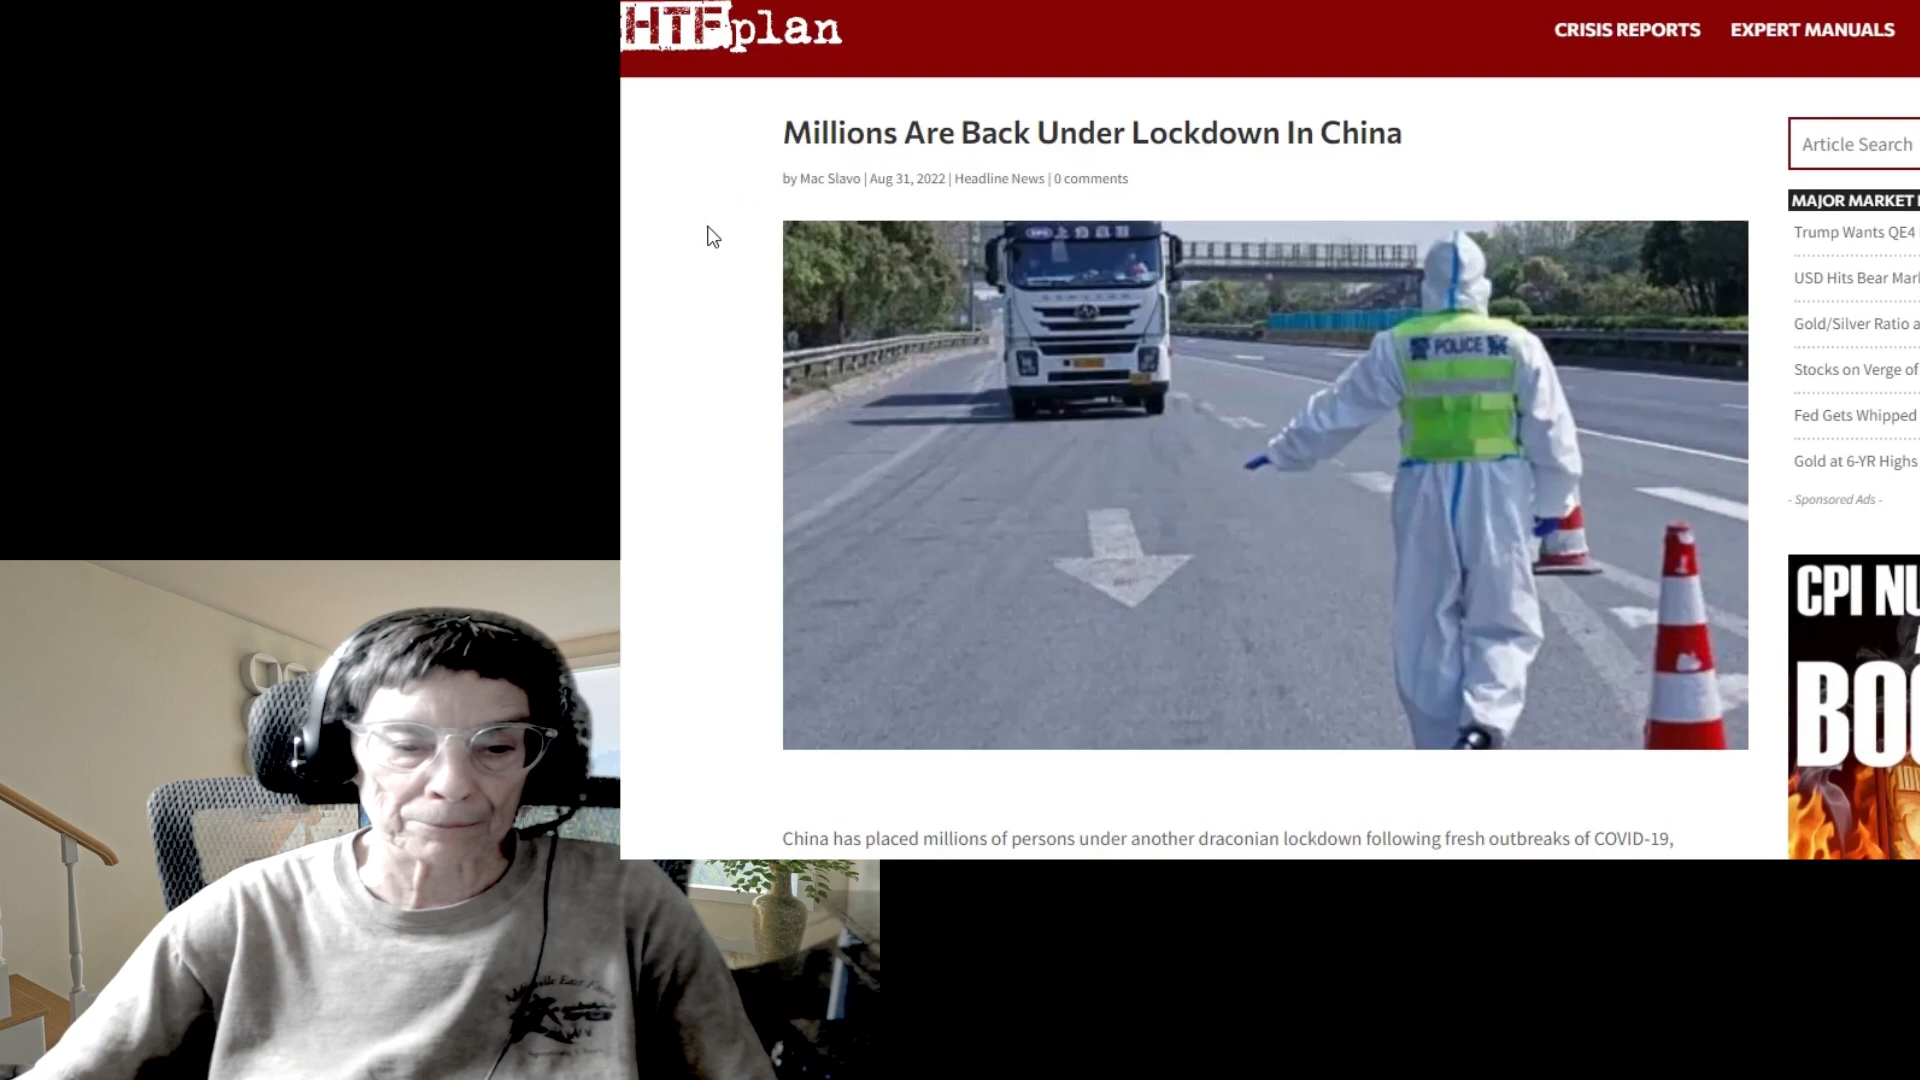 HTFplan
CRISIS REPORTS
EXPERT MANUALS
Millions Are Back Under Lockdown In China
by Mac Slavo | Aug 31, 2022 | Headline News | 0 comments
Article Search
MAJOR MARKET
Trump Wants QE4
USD Hits Bear Mar
Gold/Silver Ratio a
Stocks on Verge of
Fed Gets Whipped
Gold at 6-YR Highs
- Sponsored Ads -
POLICE
CPI NU
BOO
China has placed millions of persons under another draconian lockdown following fresh outbreaks of COVID-19,